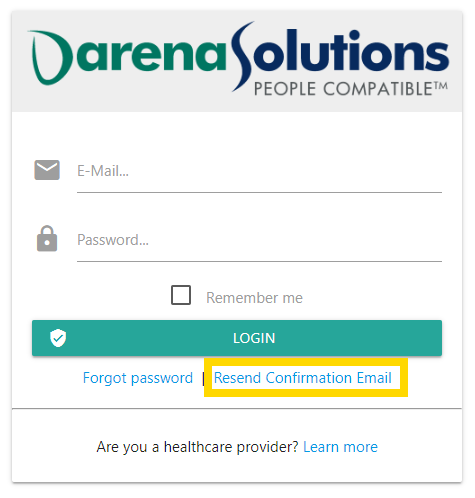 DarenaSolutions
PEOPLE COMPATIBLE™
E-Mail...
Password...
Remember me
LOGIN
Forgot password | Resend Confirmation Email
Are you a healthcare provider? Learn more